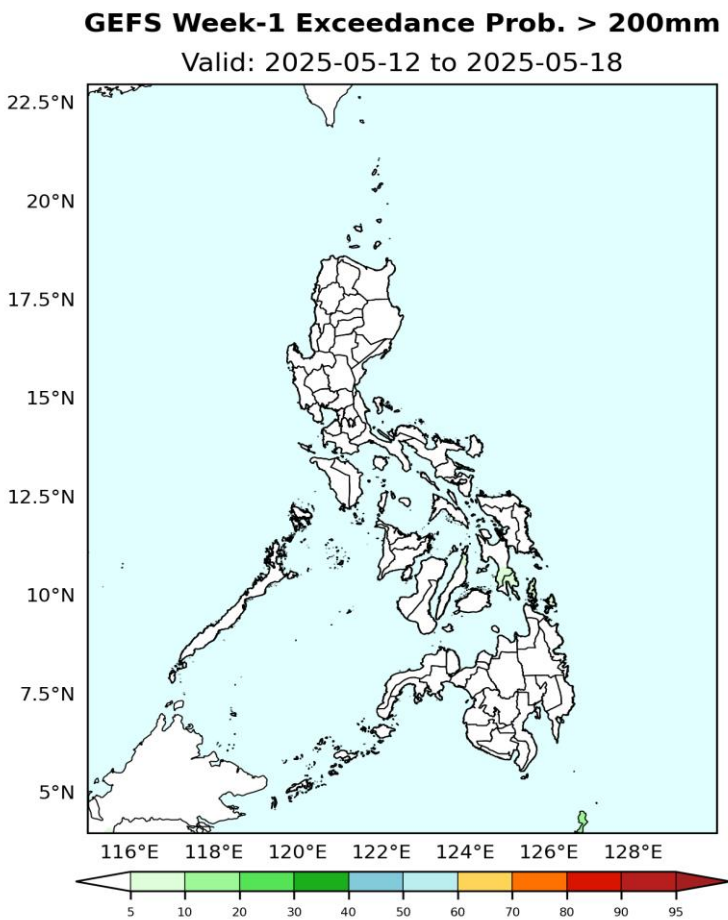 GEFS Week-1 Exceedance Prob. > 200mm
Valid: 2025-05-12 to 2025-05-18
22.5°N
20°N
17.5°N
15°N
12.5°N
10°N
7.5°N
5°N
116°E 118°E 120°E 122°E 124°E 126°E 128°E
5 10 20 30 40 50 60 70 80 90 95